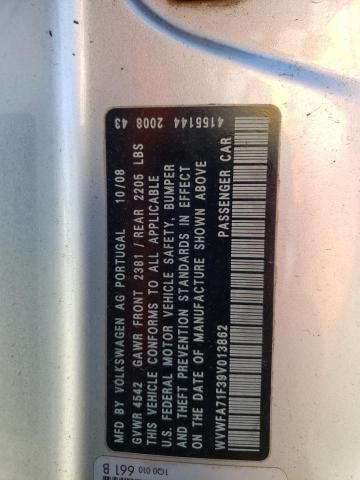 MFD. BY VOLKSWAGEN AG PORTUGAL 10/08 4155144 2008 43
GVWR 4542 GAWR FRONT 2381 / REAR 2205 LBS
THIS VEHICLE CONFORMS TO ALL APPLICABLE
U.S. FEDERAL MOTOR VEHICLE SAFETY, BUMPER
AND THEFT PREVENTION STANDARDS IN EFFECT
ON THE DATE OF MANUFACTURE SHOWN ABOVE
WVWFA71F39V013862 PASSENGER CAR
1Q0 010 661 B